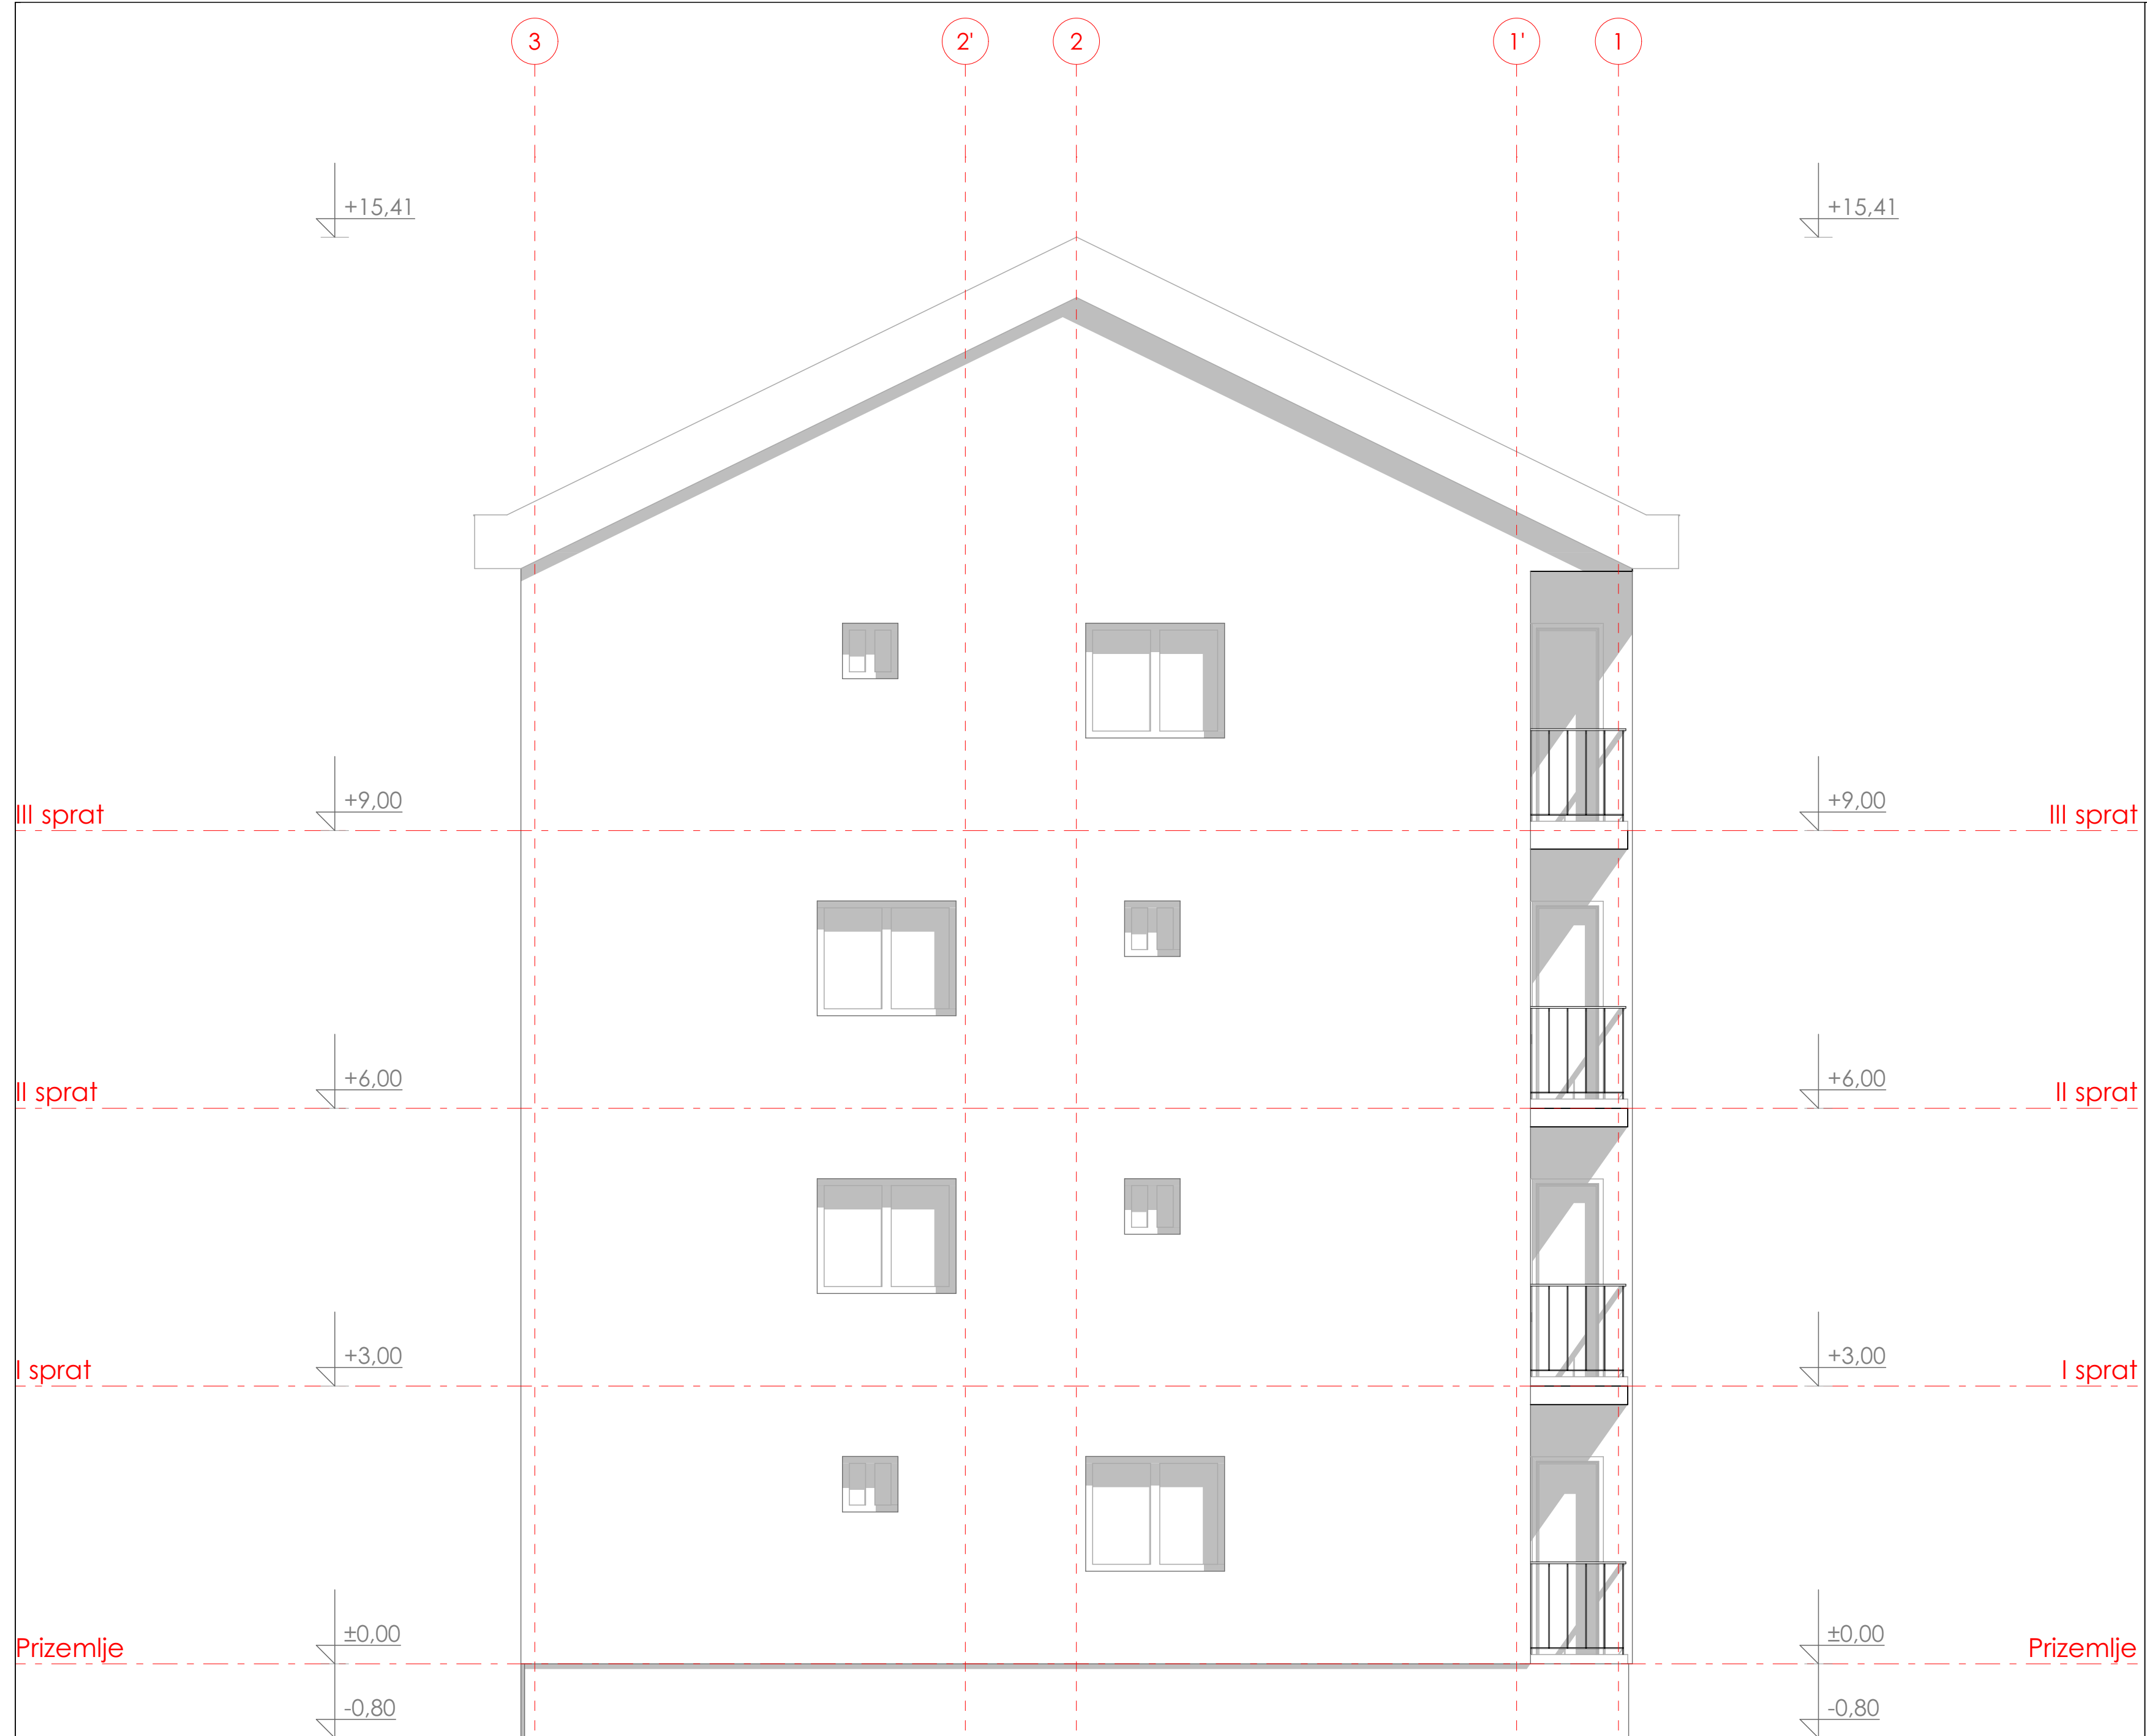 3 2' 2 1' 1
+15,41 +15,41
+9,00 +9,00
III sprat III sprat
+6,00 +6,00
II sprat II sprat
+3,00 +3,00
I sprat I sprat
±0,00 ±0,00
Prizemlje Prizemlje
-0,80 -0,80